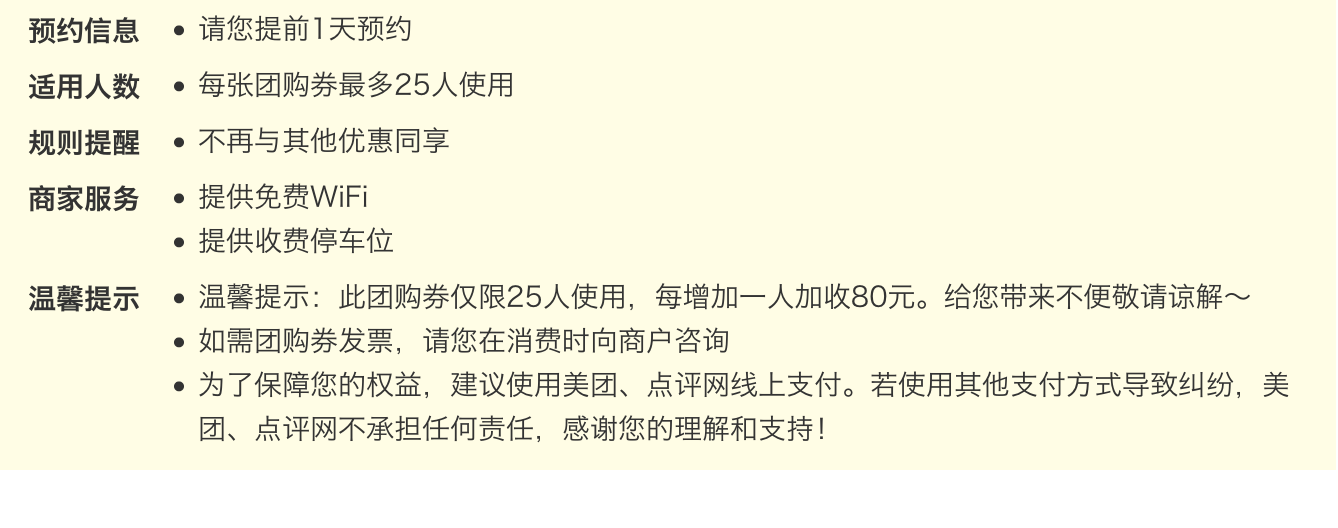 预约信息 • 请您提前1天预约
适用人数 • 每张团购券最多25人使用
规则提醒 • 不再与其他优惠同享
商家服务 • 提供免费WiFi
• 提供收费停车位
温馨提示 • 温馨提示：此团购券仅限25人使用，每增加一人加收80元。给您带来不便敬请谅解～
• 如需团购券发票，请您在消费时向商户咨询
• 为了保障您的权益，建议使用美团、点评网线上支付。若使用其他支付方式导致纠纷，美
团、点评网不承担任何责任，感谢您的理解和支持！